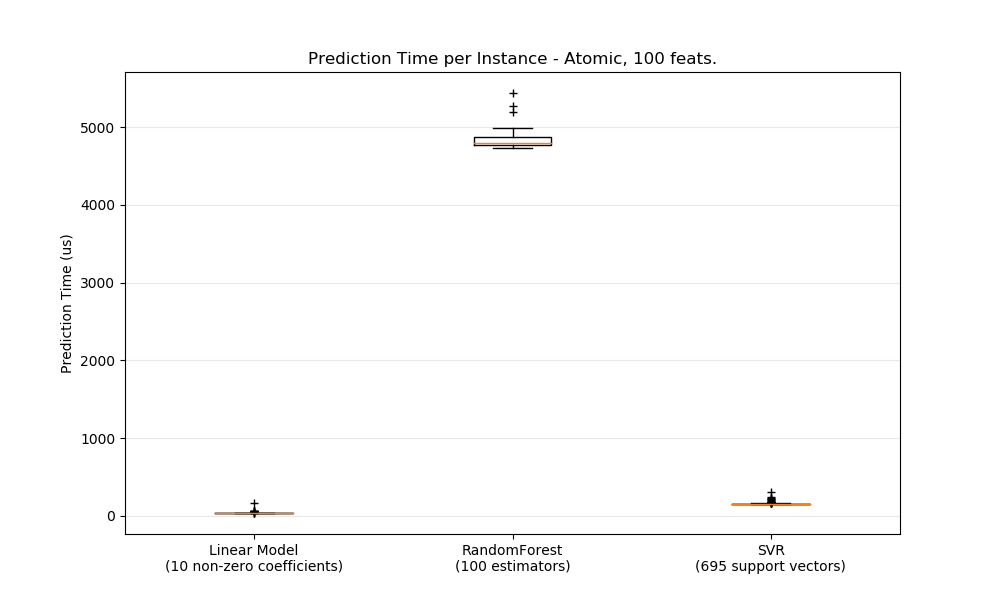 Prediction Time per Instance - Atomic, 100 feats.
Prediction Time (us)
5000
4000
3000
2000
1000
0
Linear Model
(10 non-zero coefficients)
RandomForest
(100 estimators)
SVR
(695 support vectors)